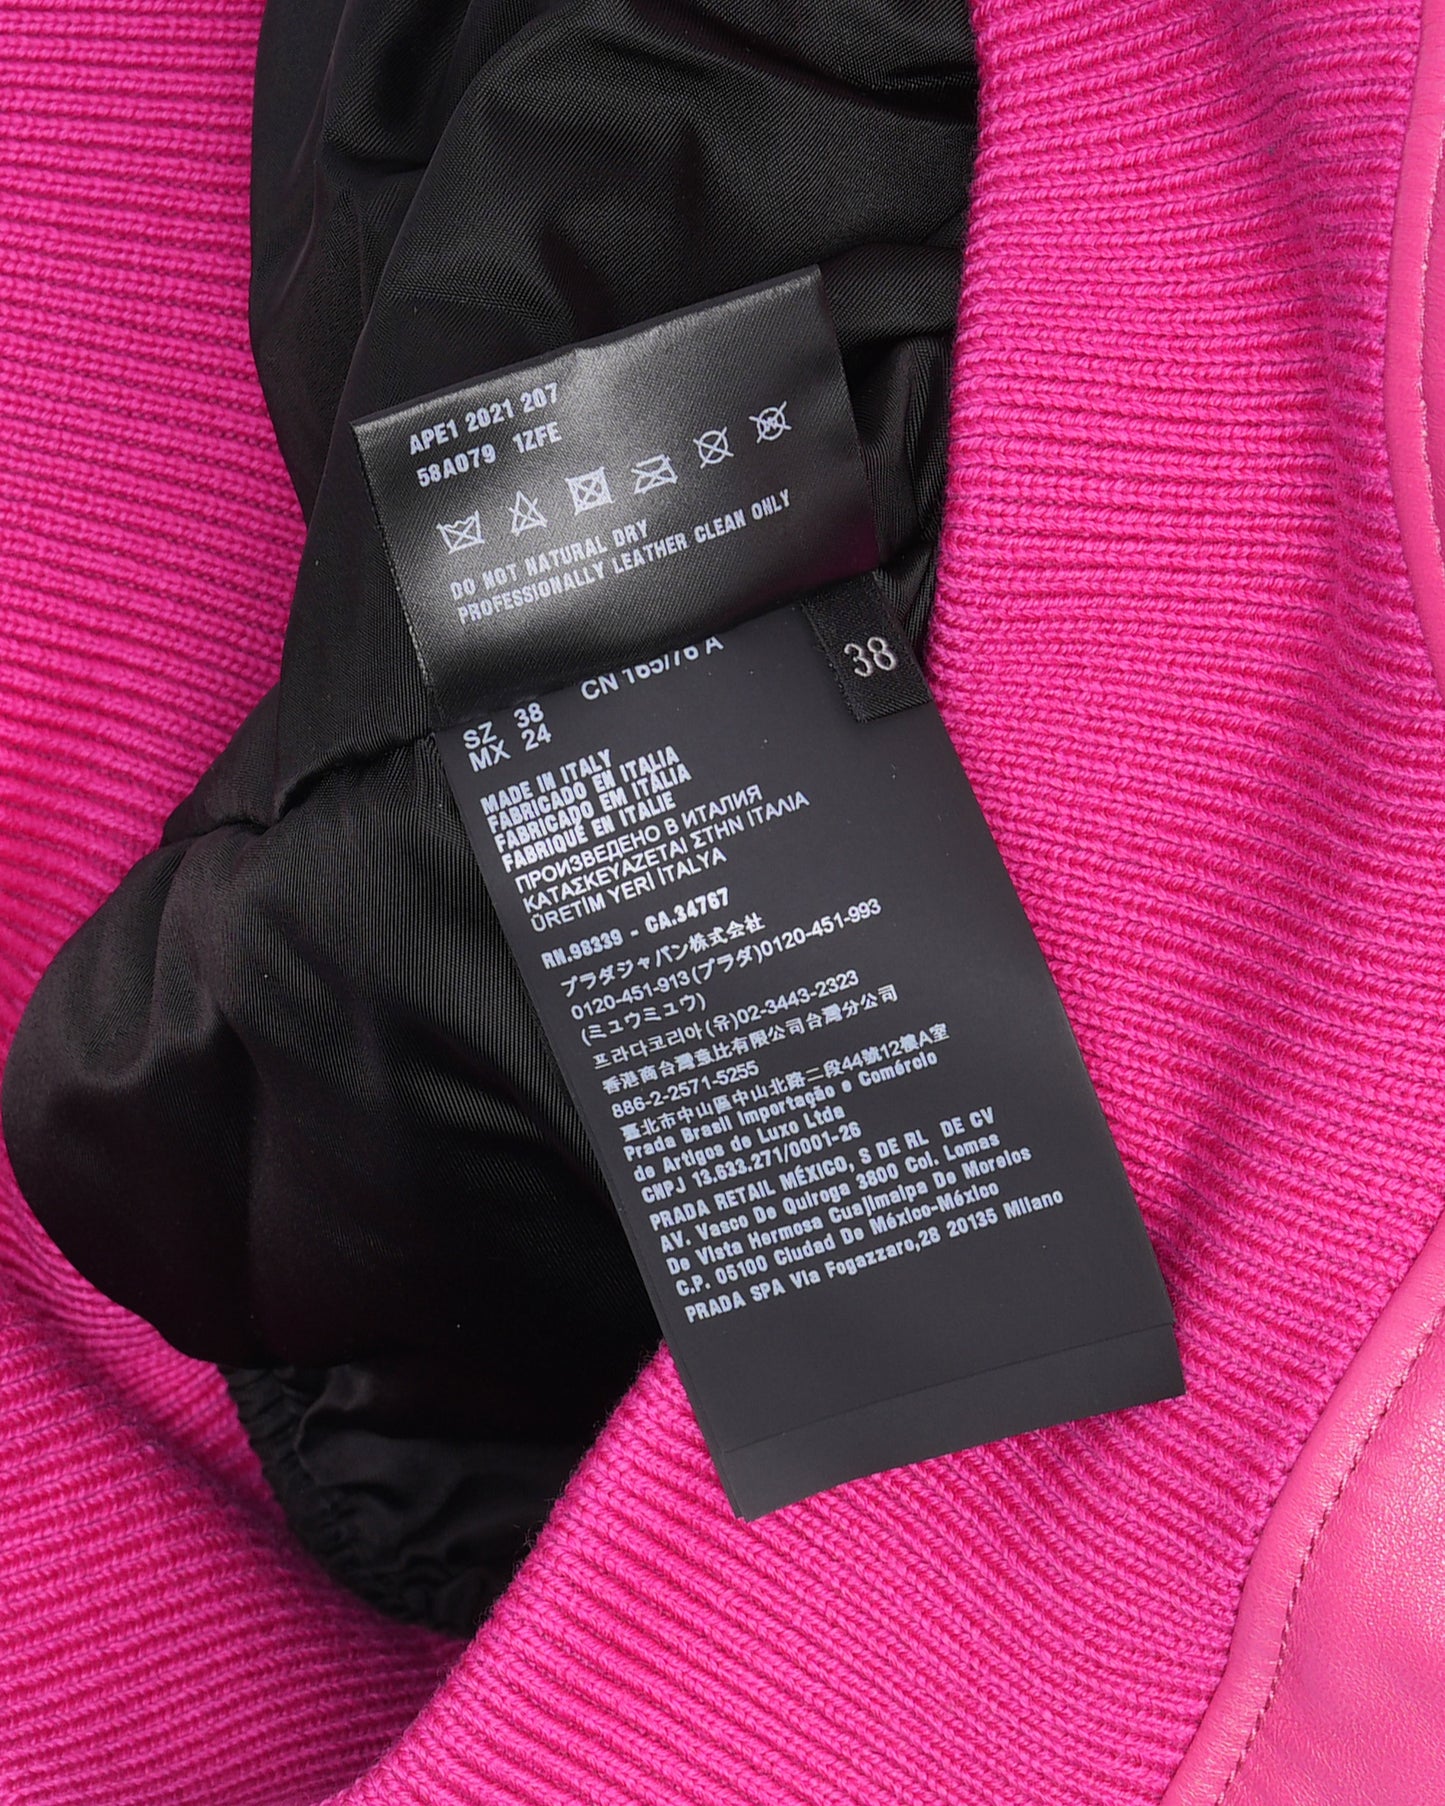 APE1 2021 207
58A079 1ZFE
DO NOT NATURAL DRY
PROFESSIONALLY LEATHER CLEAN ONLY
38
CN 165/76 A
SZ 38
MX 24
MADE IN ITALY
FABRICADO EN ITALIA
FABRICADO EM ITÁLIA
FABRIQUÉ EN ITALIE
ПРОИЗВЕДЕНО В ИТАЛИЯ
ΚΑΤΑΣΚΕΥΑΖΕΤΑΙ ΣΤΗΝ ΙΤΑΛΙΑ
ÜRETİM YERİ İTALYA
RN.98339 - CA.34767
プラダジャパン株式会社
0120-451-913(プラダ)0120-451-993
(ミュウミュウ)
프라다코리아(유)02-3443-2323
香港商台灣普比有限公司台灣分公司
886-2-2571-5255
臺北市中山區中山北路二段44號12樓A室
Prada Brasil Importação e Comércio
de Artigos de Luxo Ltda
CNPJ 13.633.271/0001-26
PRADA RETAIL MÉXICO, S DE RL DE CV
AV. Vasco De Quiroga 3800 Col. Lomas
De Vista Hermosa Cuajimalpa De Morelos
C.P. 05100 Ciudad De México-México
PRADA SPA Via Fogazzaro,28 20135 Milano